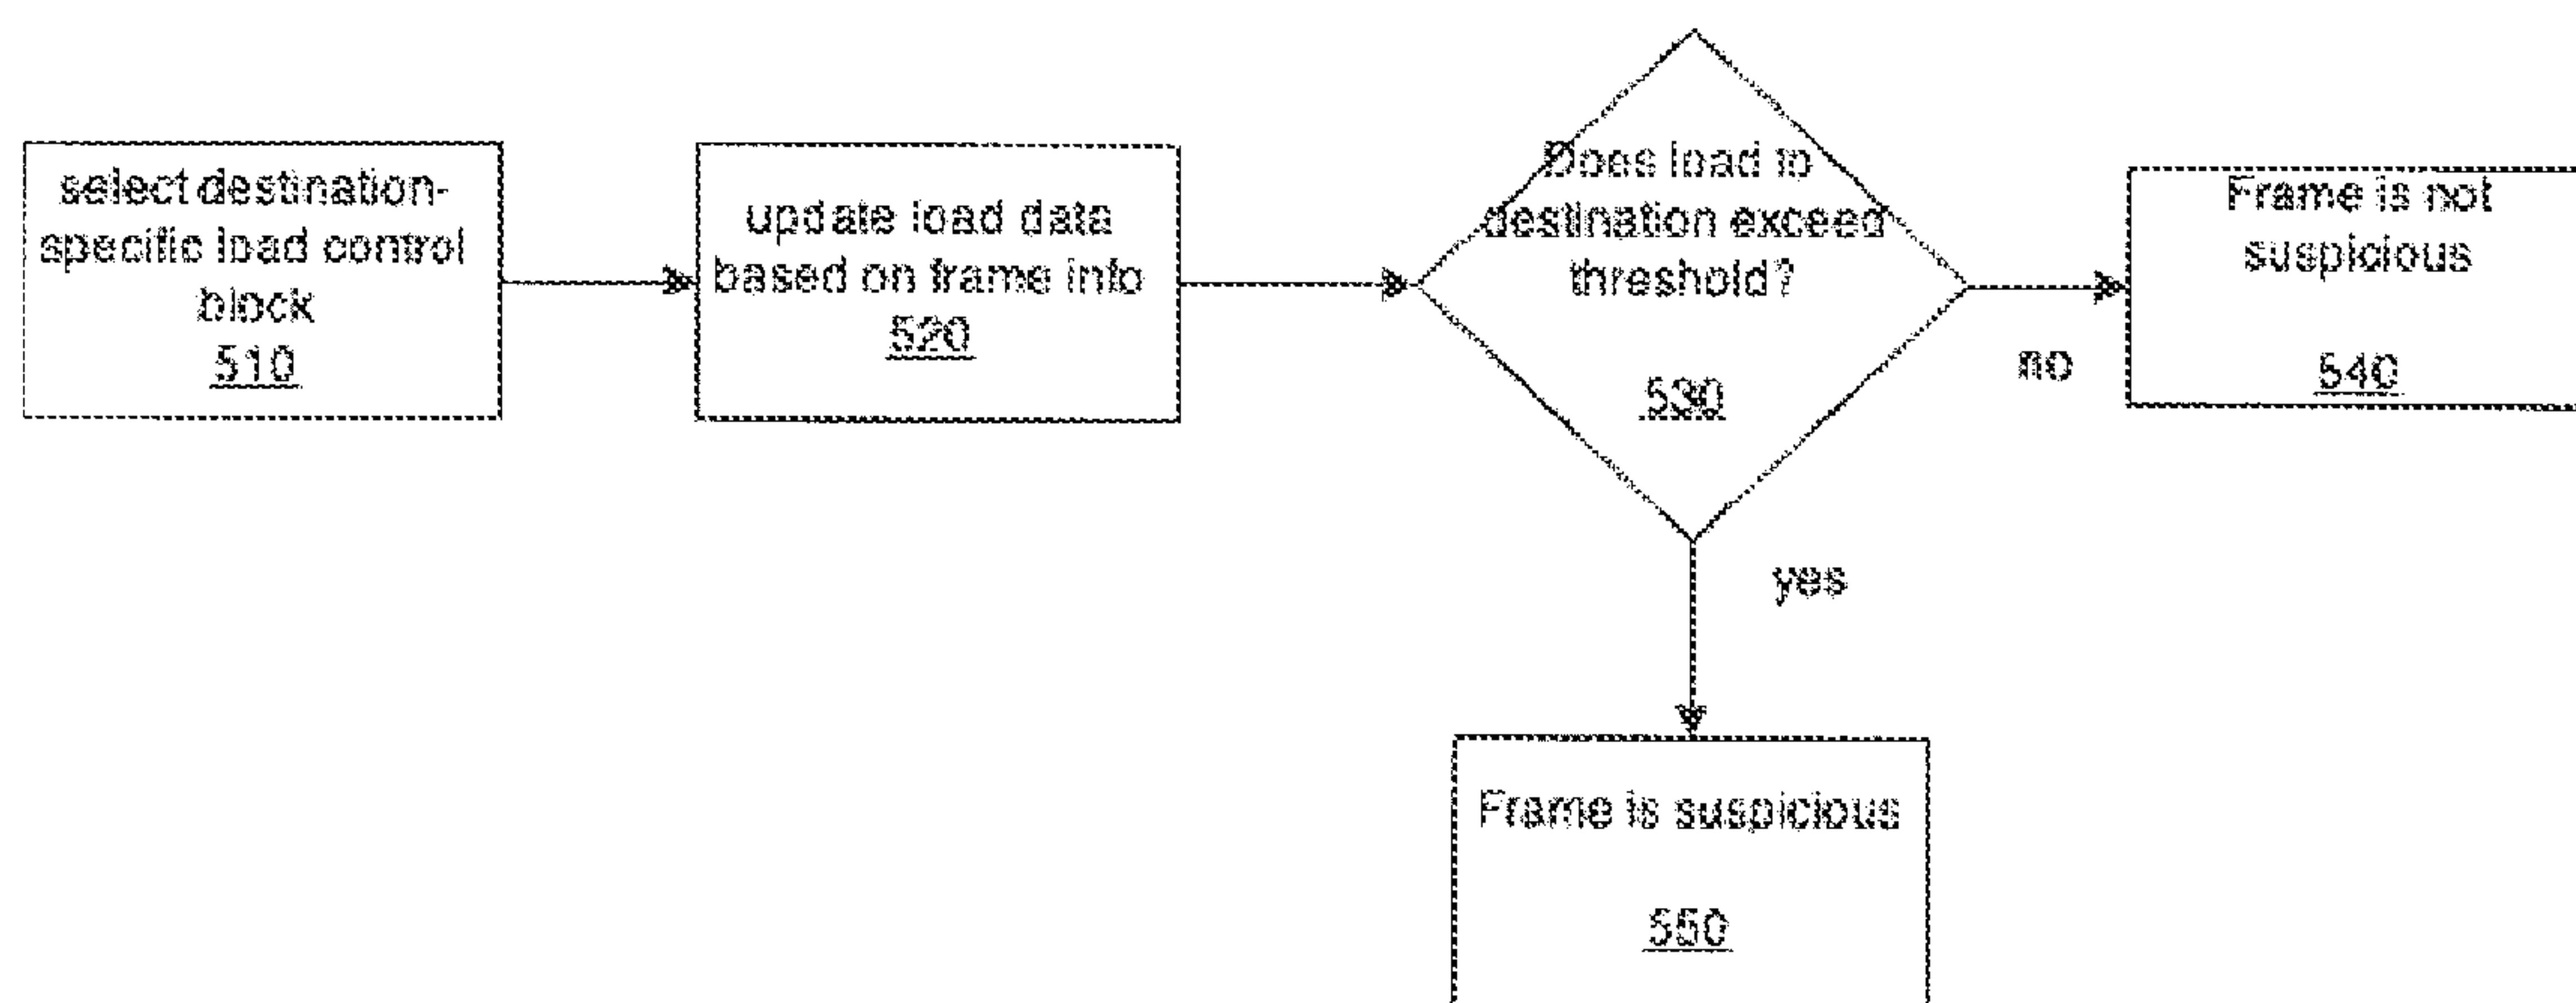 select destination-
specific load control
block
510
update load data
based on frame info
520
Does load to
destination exceed
threshold?
530
no
Frame is not
suspicious
540
yes
Frame is suspicious
550